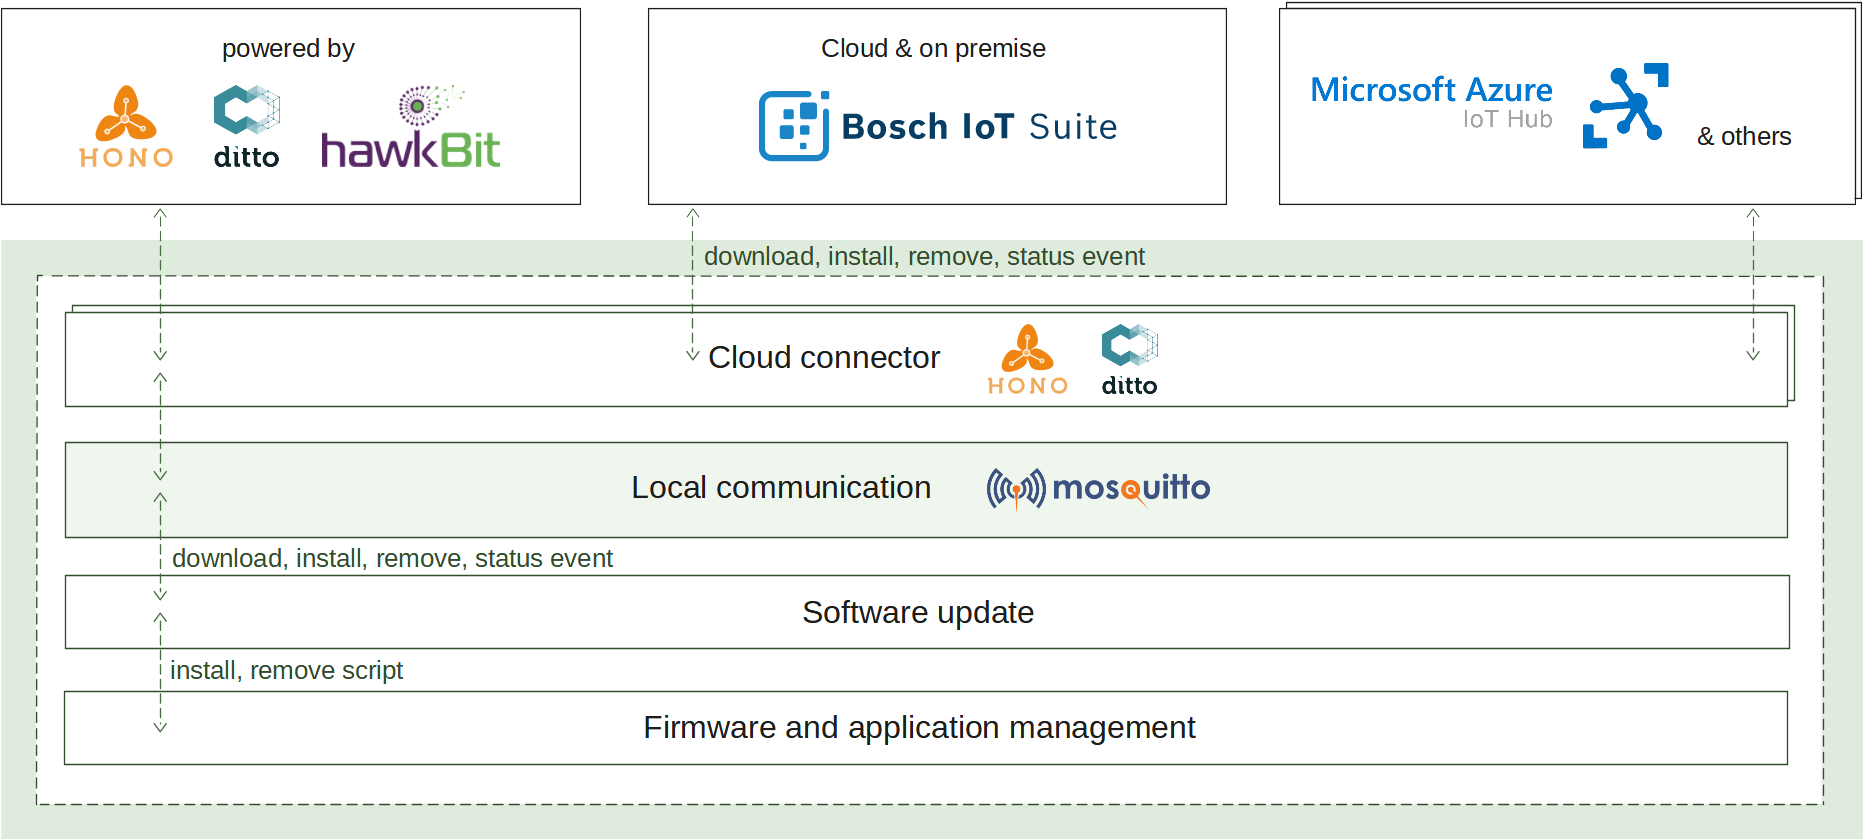 powered by
HONO
ditto
hawkBit
Cloud & on premise
Bosch IoT Suite
Microsoft Azure
IoT Hub
& others
download, install, remove, status event
Cloud connector
HONO
ditto
Local communication
mosquitto
download, install, remove, status event
Software update
install, remove script
Firmware and application management